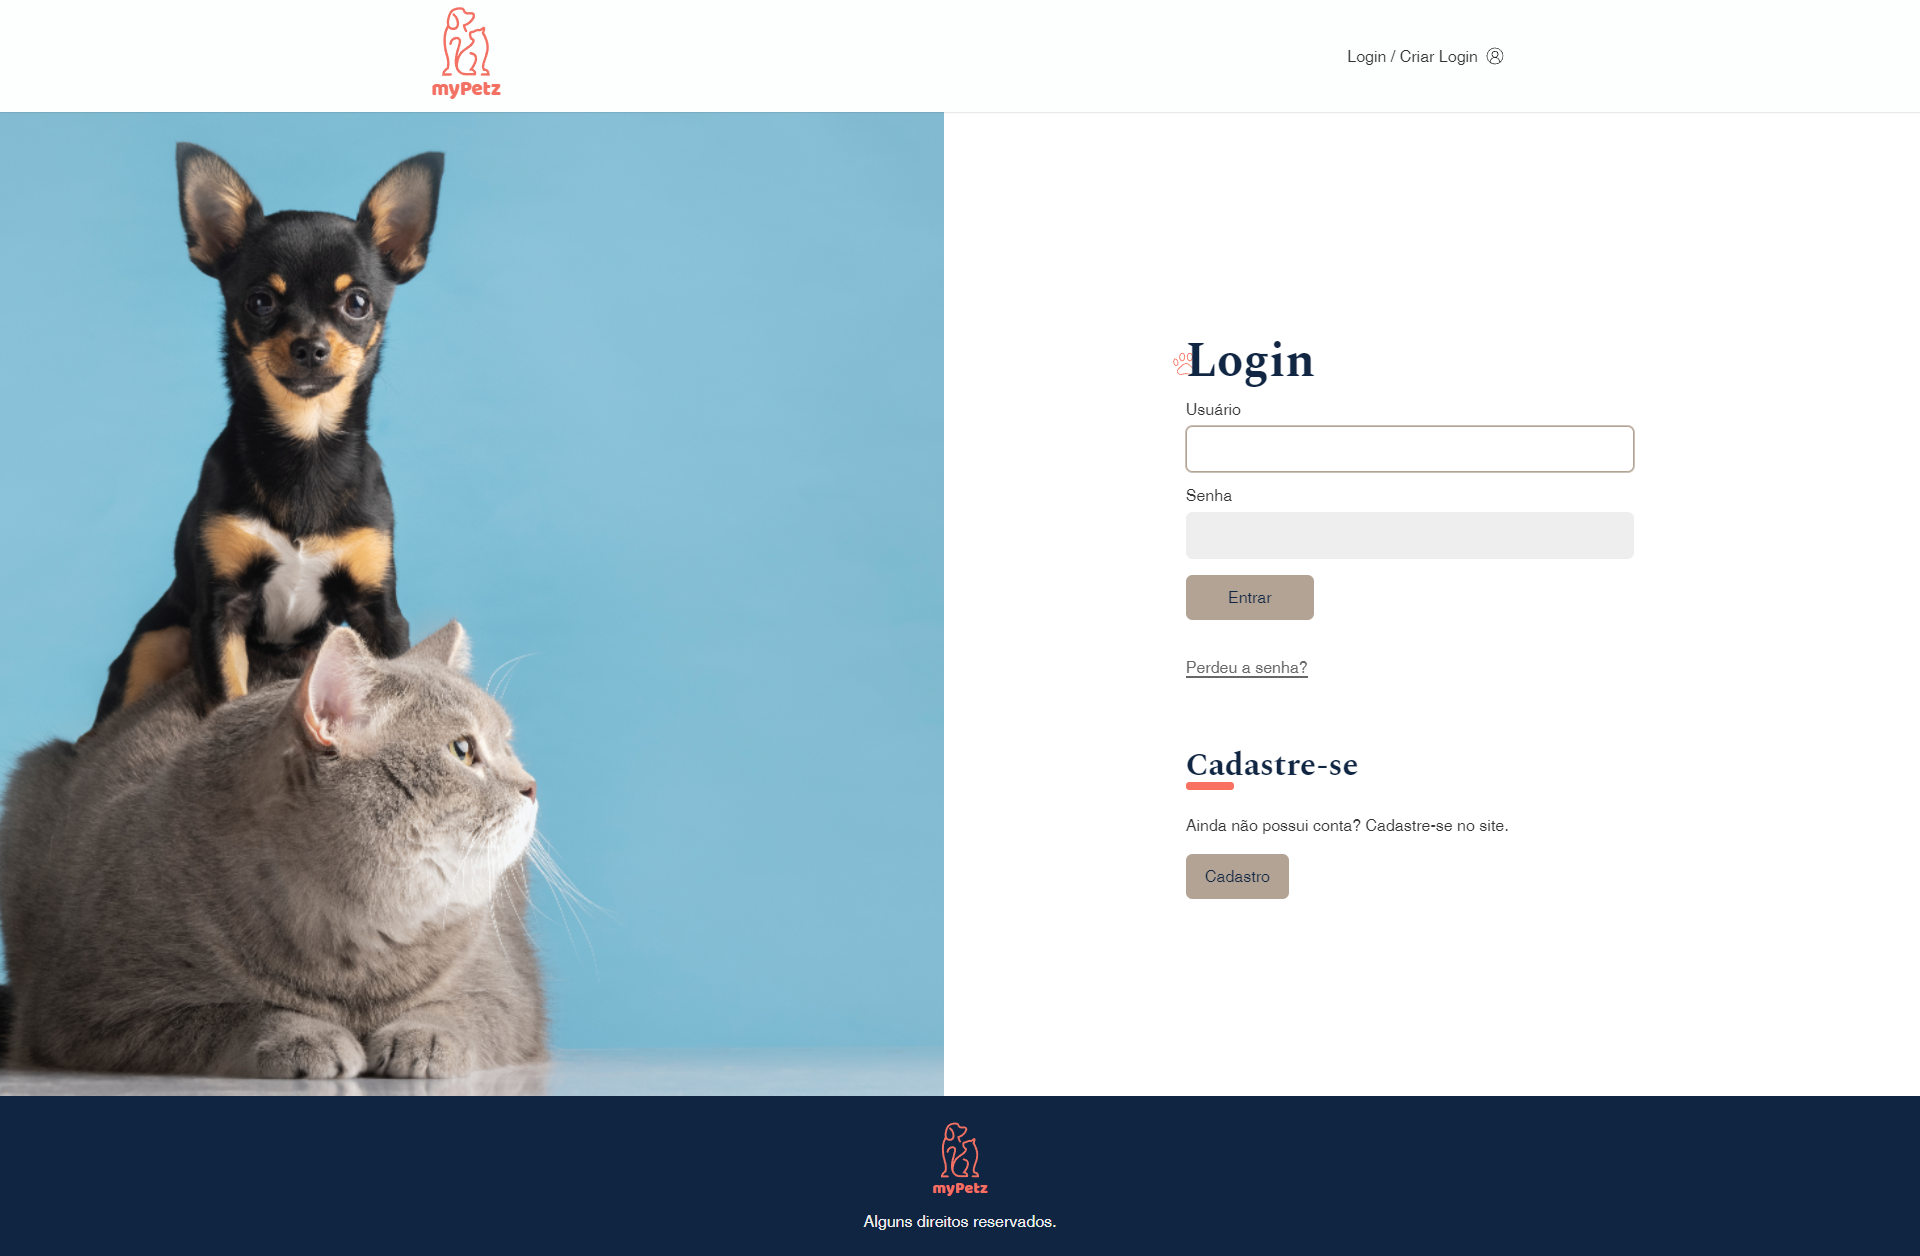 myPetz
Login / Criar Login
Login
Usuário
Senha
Entrar
Perdeu a senha?
Cadastre-se
Ainda não possui conta? Cadastre-se no site.
Cadastro
myPetz
Alguns direitos reservados.